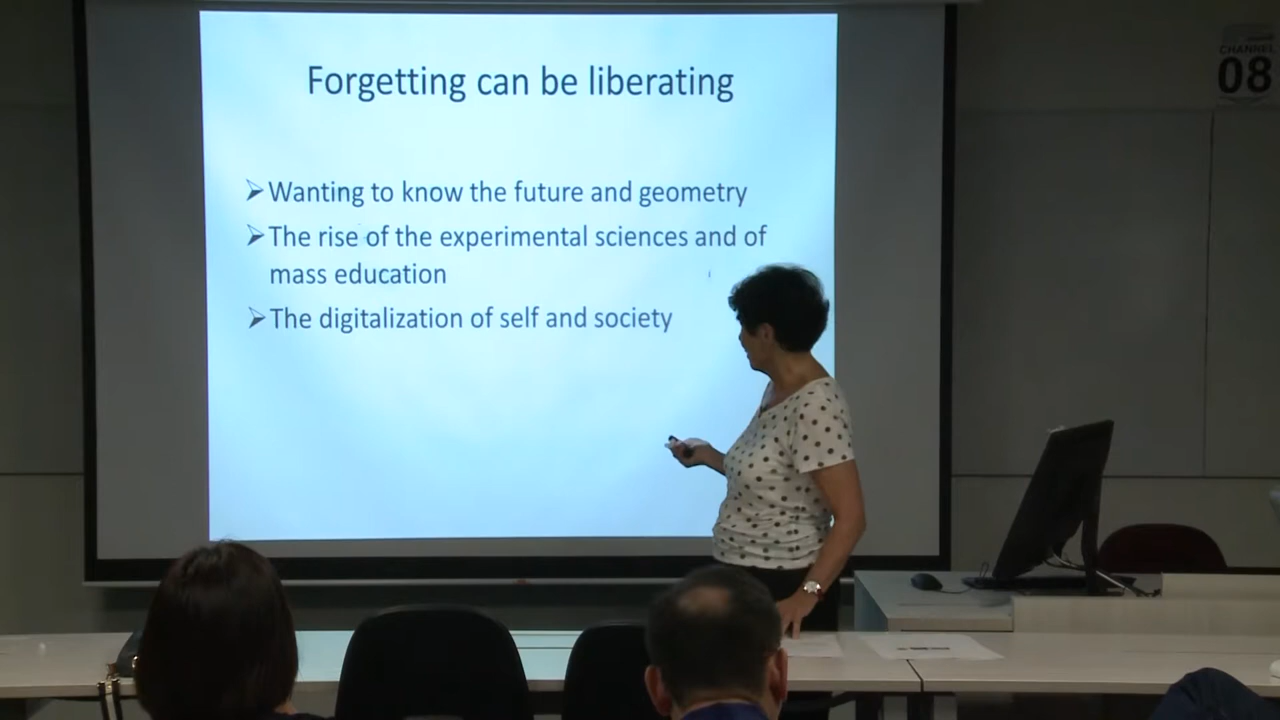 Forgetting can be liberating
Wanting to know the future and geometry
The rise of the experimental sciences and of
mass education
The digitalization of self and society
CHANNEL
08